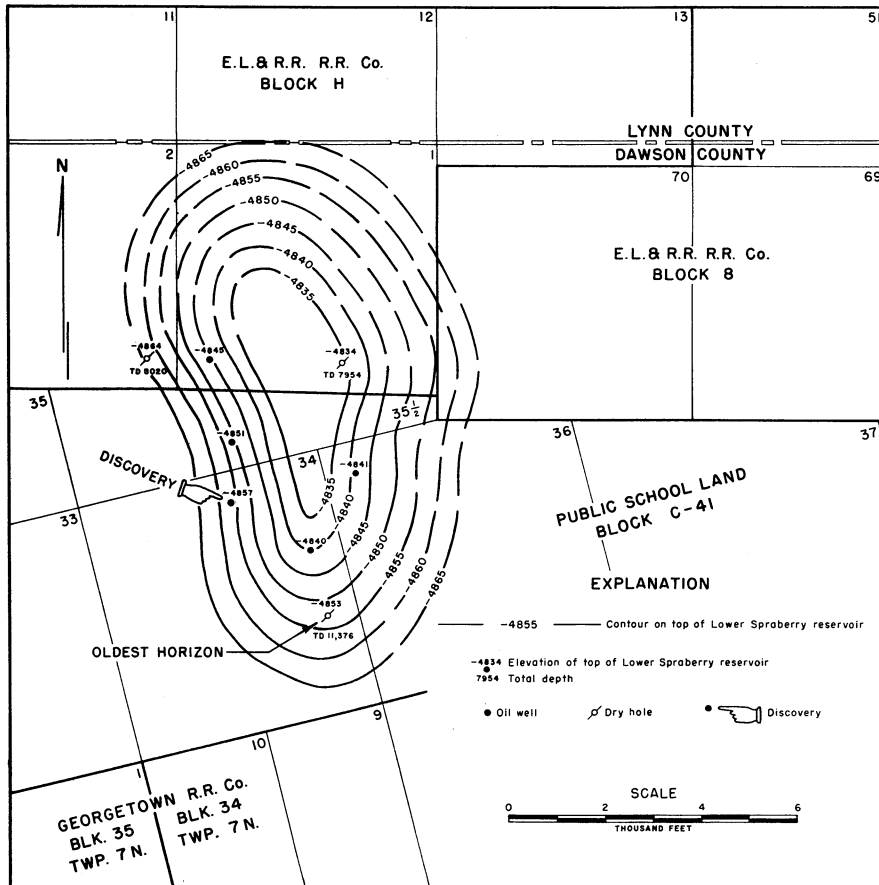 11
12
13
51
E.L.& R.R. R.R. Co.
BLOCK H
LYNN COUNTY
DAWSON COUNTY
2
1
70
69
N
-4865
-4860
-4855
-4850
-4845
-4840
-4835
E.L.& R.R. R.R. Co.
BLOCK 8
-4864
TD 8020
-4845
-4834
TD 7954
35
35 1/2
36
37
-4851
34
-4841
DISCOVERY
-4857
33
-4835
-4840
-4845
-4850
-4855
-4860
-4865
-4840
PUBLIC SCHOOL LAND
BLOCK C-41
-4853
TD 11,376
OLDEST HORIZON
EXPLANATION
-4855 Contour on top of Lower Spraberry reservoir
-4834 Elevation of top of Lower Spraberry reservoir
7954 Total depth
Oil well
Dry hole
Discovery
9
10
1
GEORGETOWN R.R. Co.
BLK. 35 BLK. 34
TWP. 7 N. TWP. 7 N.
SCALE
0 2 4 6
THOUSAND FEET